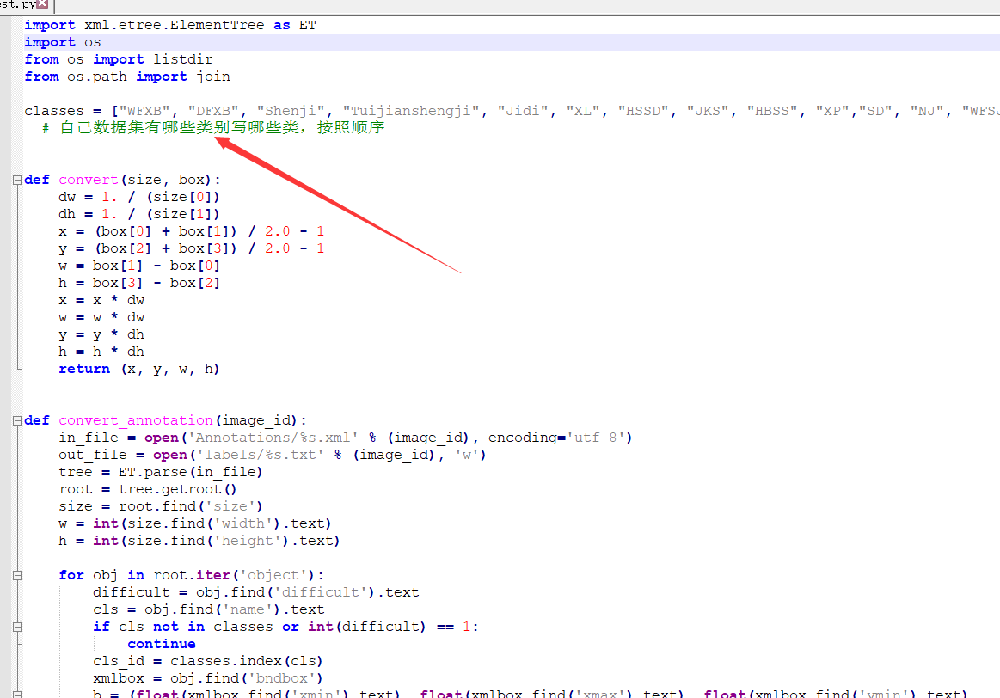 est.py
import xml.etree.ElementTree as ET
import os
from os import listdir
from os.path import join
classes = ["WFXB", "DFXB", "Shenji", "Tuijianshengji", "Jidi", "XL", "HSSD", "JKS", "HBSS", "XP","SD", "NJ", "WFSJ
# 自己数据集有哪些类别写哪些类，按照顺序
def convert(size, box):
dw = 1. / (size[0])
dh = 1. / (size[1])
x = (box[0] + box[1]) / 2.0 - 1
y = (box[2] + box[3]) / 2.0 - 1
w = box[1] - box[0]
h = box[3] - box[2]
x = x * dw
w = w * dw
y = y * dh
h = h * dh
return (x, y, w, h)
def convert_annotation(image_id):
in_file = open('Annotations/%s.xml' % (image_id), encoding='utf-8')
out_file = open('labels/%s.txt' % (image_id), 'w')
tree = ET.parse(in_file)
root = tree.getroot()
size = root.find('size')
w = int(size.find('width').text)
h = int(size.find('height').text)
for obj in root.iter('object'):
difficult = obj.find('difficult').text
cls = obj.find('name').text
if cls not in classes or int(difficult) == 1:
continue
cls_id = classes.index(cls)
xmlbox = obj.find('bndbox')
b = (float(xmlbox.find('xmin').text), float(xmlbox.find('xmax').text), float(xmlbox.find('ymin').text)